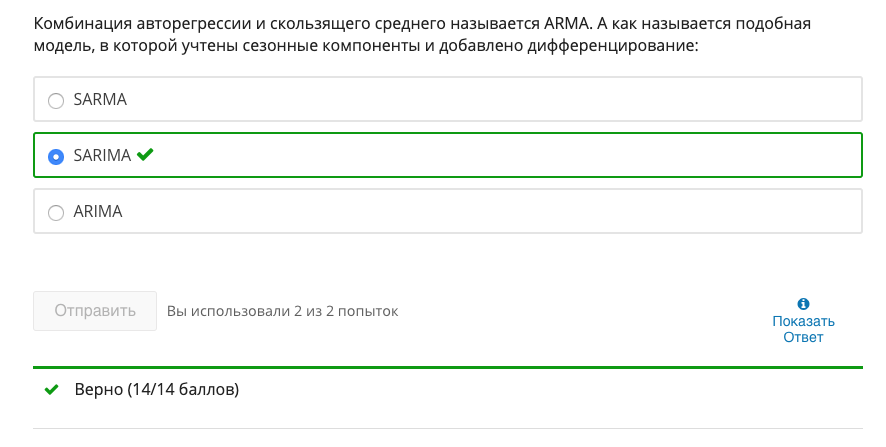 Комбинация авторегрессии и скользящего среднего называется ARMA. А как называется подобная
модель, в которой учтены сезонные компоненты и добавлено дифференцирование:
SARMA
SARIMA
ARIMA
Отправить
Вы использовали 2 из 2 попыток
Показать
Ответ
Верно (14/14 баллов)